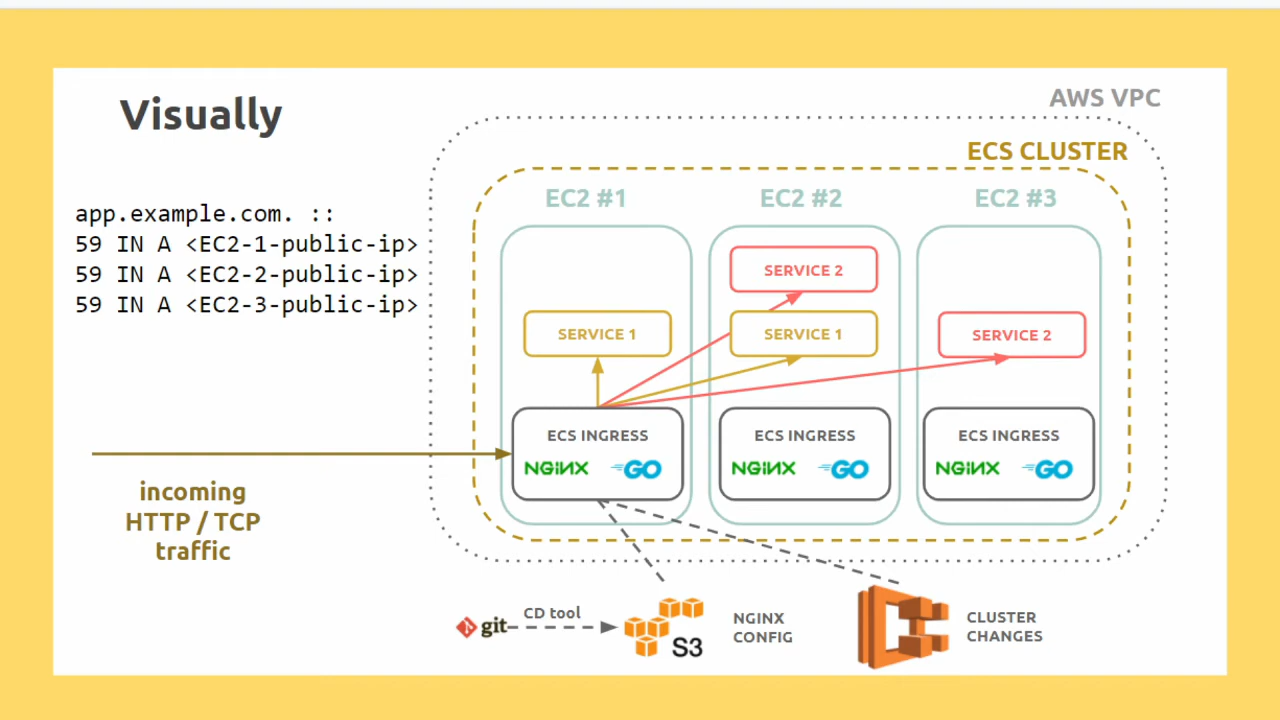 Visually
AWS VPC
ECS CLUSTER
EC2 #1
EC2 #2
EC2 #3
app.example.com. ::
59 IN A <EC2-1-public-ip>
59 IN A <EC2-2-public-ip>
59 IN A <EC2-3-public-ip>
SERVICE 2
SERVICE 1
SERVICE 1
SERVICE 2
ECS INGRESS
NGINX GO
ECS INGRESS
NGINX GO
ECS INGRESS
NGINX GO
incoming
HTTP / TCP
traffic
git
CD tool
S3
NGINX
CONFIG
CLUSTER
CHANGES